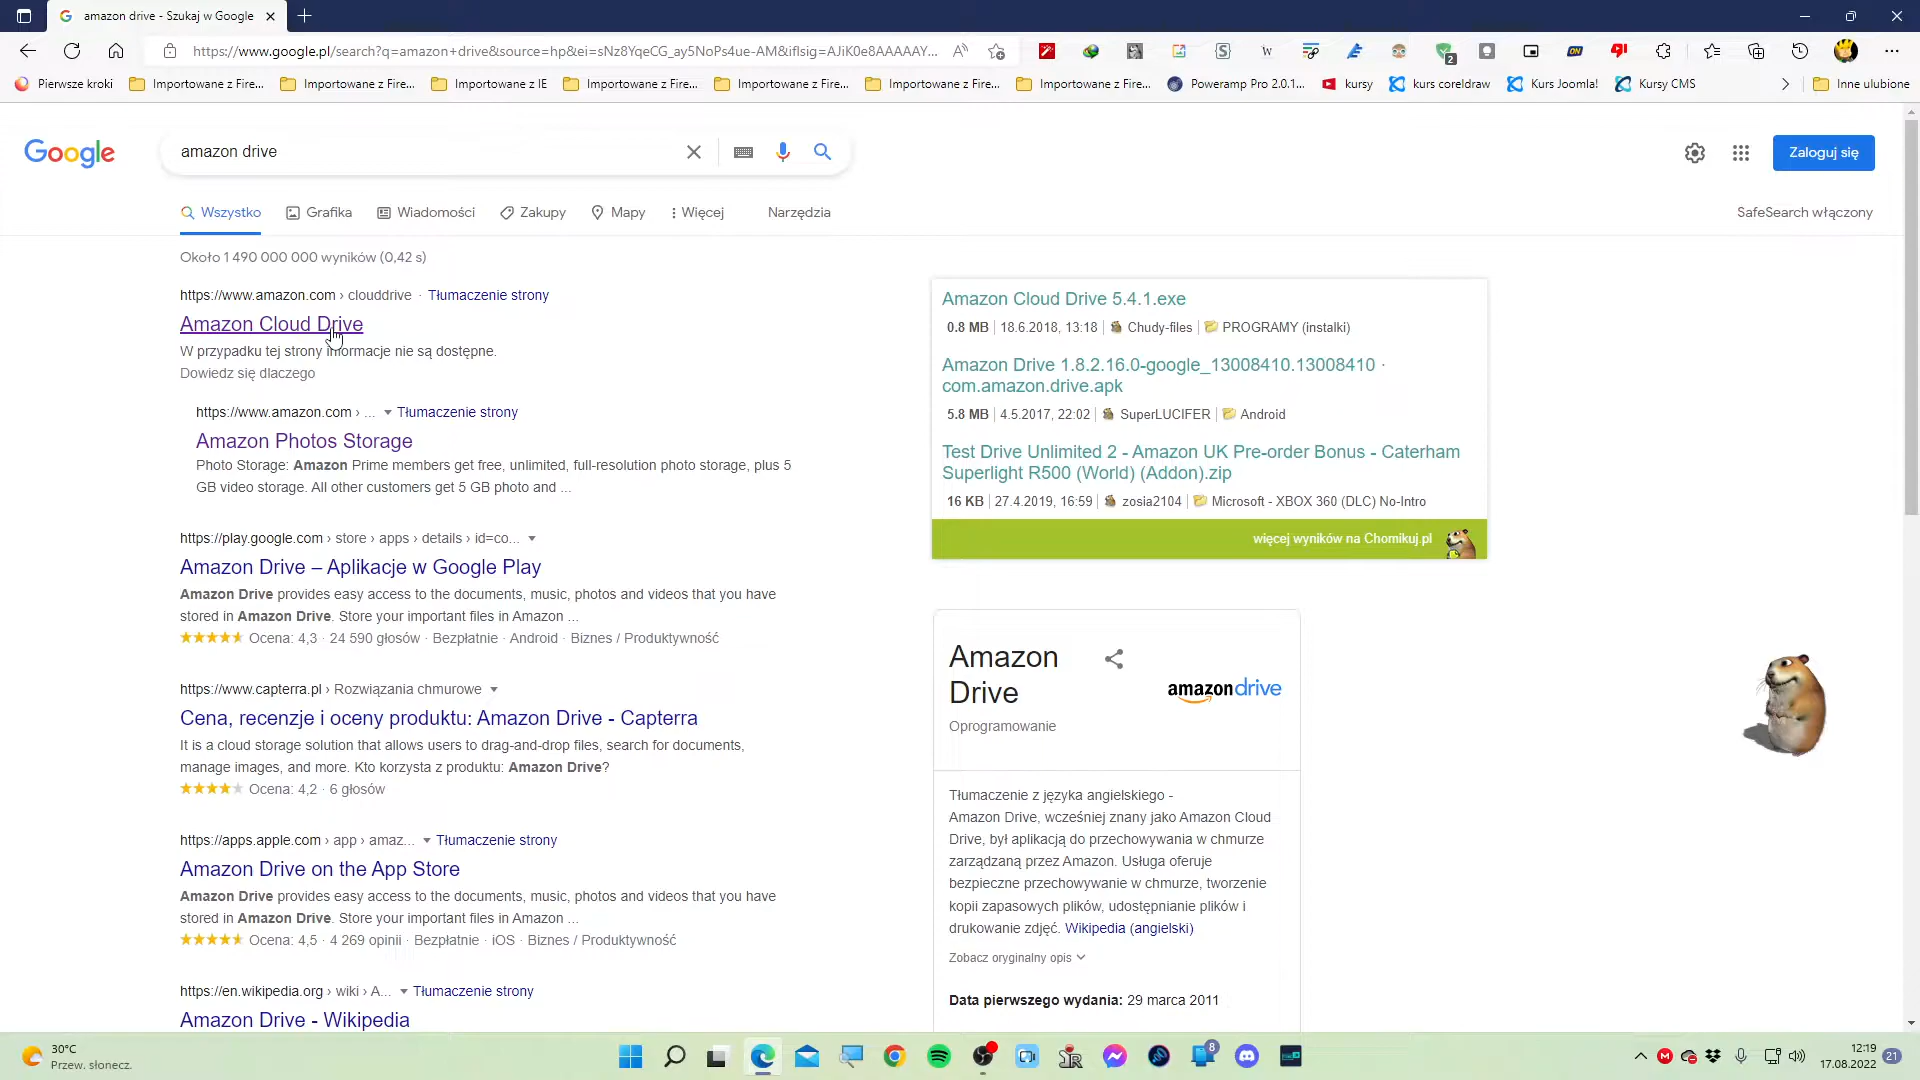 amazon drive - Szukaj w Google
https://www.google.pl/search?q=amazon+drive&source=hp&ei=sNz8YqeCG_ay5NoPs4ue-AM&iflsig=AJiK0e8AAAAAY...
2
ON
Pierwsze kroki
Importowane z Fire...
Importowane z Fire...
Importowane z IE
Importowane z Fire...
Importowane z Fire...
Importowane z Fire...
Importowane z Fire...
Poweramp Pro 2.0.1...
kursy
kurs coreldraw
Kurs Joomla!
Kursy CMS
Inne ulubione
Google
amazon drive
Zaloguj się
Wszystko
Grafika
Wiadomości
Zakupy
Mapy
Więcej
Narzędzia
SafeSearch włączony
Około 1 490 000 000 wyników (0,42 s)
https://www.amazon.com › clouddrive · Tłumaczenie strony
Amazon Cloud Drive
W przypadku tej strony informacje nie są dostępne.
Dowiedz się dlaczego
https://www.amazon.com › ... Tłumaczenie strony
Amazon Photos Storage
Photo Storage: Amazon Prime members get free, unlimited, full-resolution photo storage, plus 5
GB video storage. All other customers get 5 GB photo and ...
https://play.google.com › store › apps › details › id=co...
Amazon Drive – Aplikacje w Google Play
Amazon Drive provides easy access to the documents, music, photos and videos that you have
stored in Amazon Drive. Store your important files in Amazon ...
Ocena: 4,3 · 24 590 głosów · Bezpłatnie · Android · Biznes / Produktywność
https://www.capterra.pl › Rozwiązania chmurowe
Cena, recenzje i oceny produktu: Amazon Drive - Capterra
It is a cloud storage solution that allows users to drag-and-drop files, search for documents,
manage images, and more. Kto korzysta z produktu: Amazon Drive?
Ocena: 4,2 · 6 głosów
https://apps.apple.com › app › amaz... Tłumaczenie strony
Amazon Drive on the App Store
Amazon Drive provides easy access to the documents, music, photos and videos that you have
stored in Amazon Drive. Store your important files in Amazon ...
Ocena: 4,5 · 4 269 opinii · Bezpłatnie · iOS · Biznes / Produktywność
https://en.wikipedia.org › wiki › A... Tłumaczenie strony
Amazon Drive - Wikipedia
Amazon Cloud Drive 5.4.1.exe
0.8 MB | 18.6.2018, 13:18 | Chudy-files | PROGRAMY (instalki)
Amazon Drive 1.8.2.16.0-google_13008410.13008410 ·
com.amazon.drive.apk
5.8 MB | 4.5.2017, 22:02 | SuperLUCIFER | Android
Test Drive Unlimited 2 - Amazon UK Pre-order Bonus - Caterham
Superlight R500 (World) (Addon).zip
16 KB | 27.4.2019, 16:59 | zosia2104 | Microsoft - XBOX 360 (DLC) No-Intro
więcej wyników na Chomikuj.pl
Amazon
Drive
amazondrive
Oprogramowanie
Tłumaczenie z języka angielskiego -
Amazon Drive, wcześniej znany jako Amazon Cloud
Drive, był aplikacją do przechowywania w chmurze
zarządzaną przez Amazon. Usługa oferuje
bezpieczne przechowywanie w chmurze, tworzenie
kopii zapasowych plików, udostępnianie plików i
drukowanie zdjęć. Wikipedia (angielski)
Zobacz oryginalny opis
Data pierwszego wydania: 29 marca 2011
30°C
Przew. słonecz.
8
12:19
17.08.2022
21